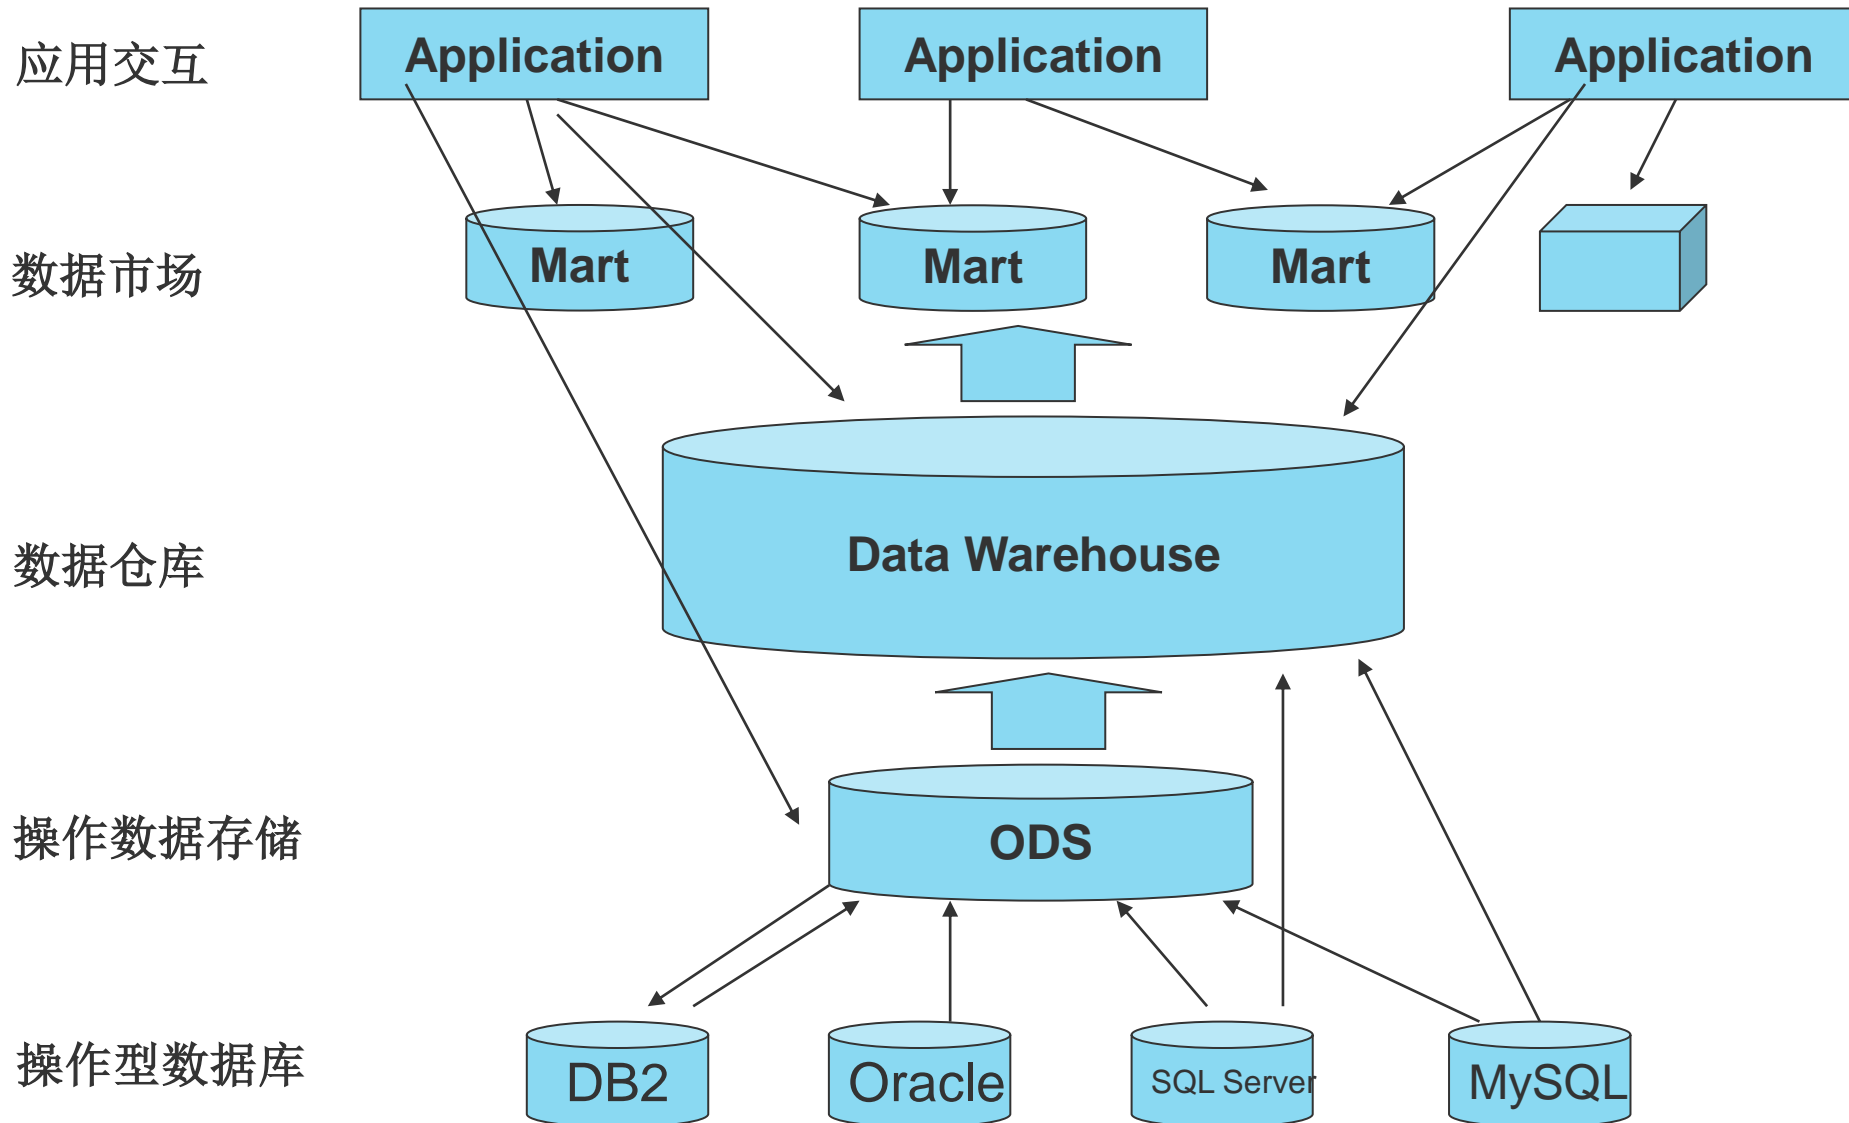 应用交互
Application
Application
Application
数据市场
Mart
Mart
Mart
数据仓库
Data Warehouse
操作数据存储
ODS
操作型数据库
DB2
Oracle
SQL Server
MySQL